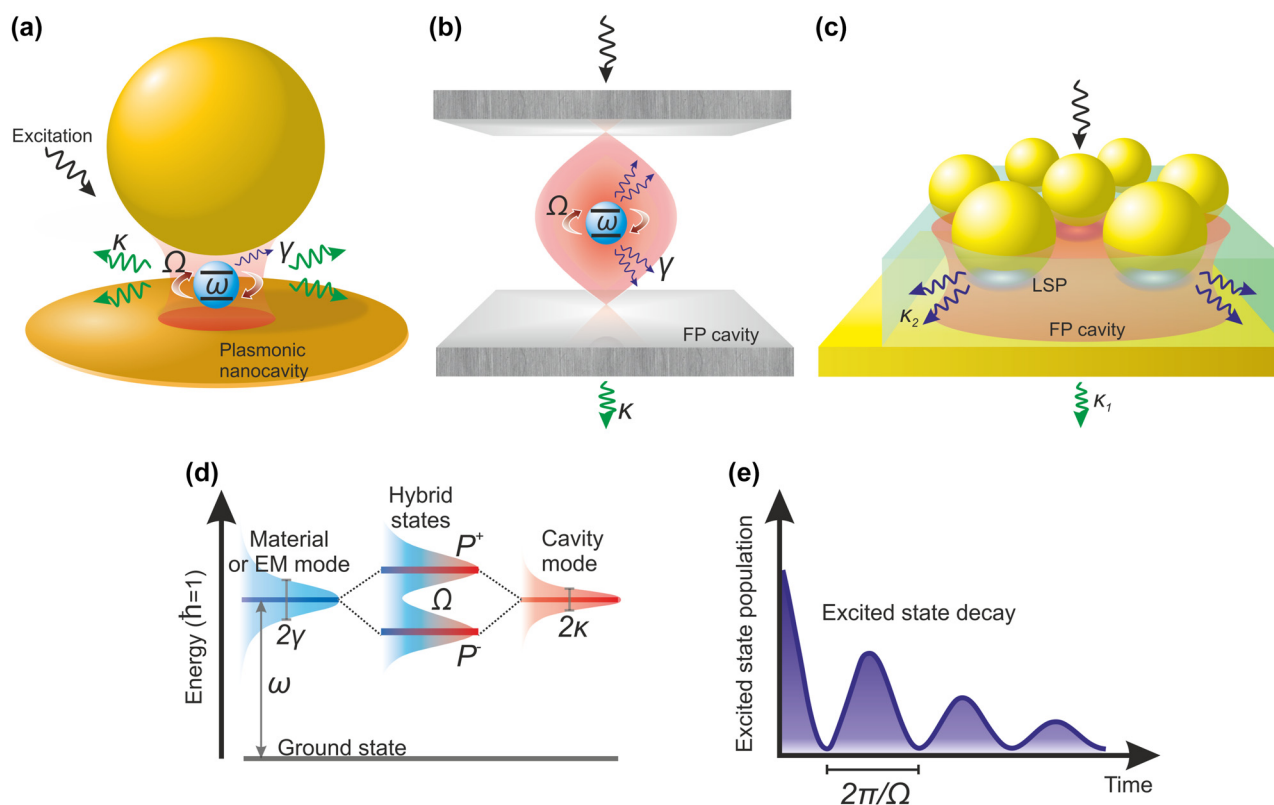 (a)
Excitation
κ
Ω
ω
γ
Plasmonic
nanocavity
(b)
Ω
ω
γ
FP cavity
κ
(c)
LSP
κ₂
FP cavity
κ₁
(d)
Energy (ħ=1)
Material
or EM mode
Hybrid
states
Cavity
mode
P⁺
Ω
P⁻
2γ
2κ
ω
Ground state
(e)
Excited state population
Excited state decay
2π/Ω
Time